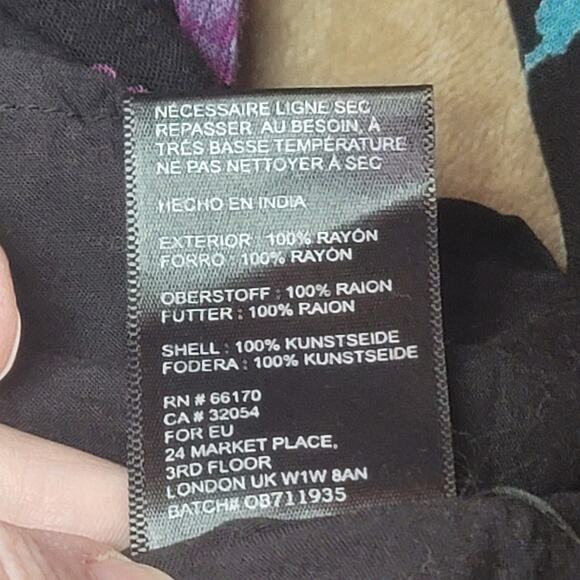 NÉCESSAIRE LIGNE SEC
REPASSER AU BESOIN, À
TRÈS BASSE TEMPÉRATURE
NE PAS NETTOYER À SEC
HECHO EN INDIA
EXTERIOR : 100% RAYÓN
FORRO : 100% RAYÓN
OBERSTOFF : 100% RAION
FUTTER : 100% RAION
SHELL : 100% KUNSTSEIDE
FODERA : 100% KUNSTSEIDE
RN # 66170
CA # 32054
FOR EU
24 MARKET PLACE,
3RD FLOOR
LONDON UK W1W 8AN
BATCH# OB711935